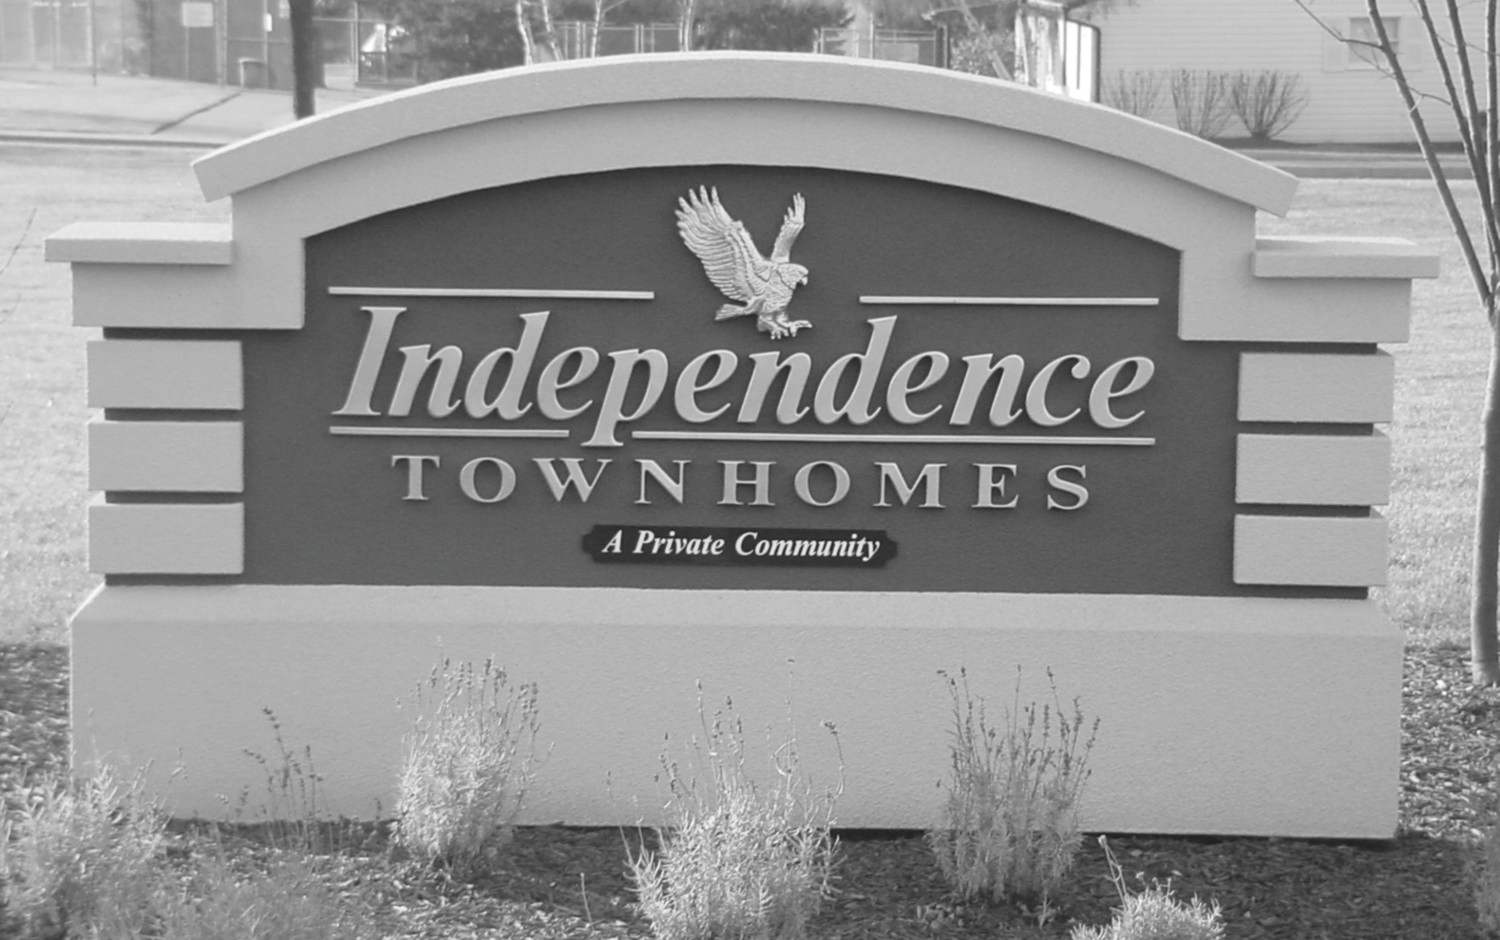 Independence
TOWNHOMES
A Private Community